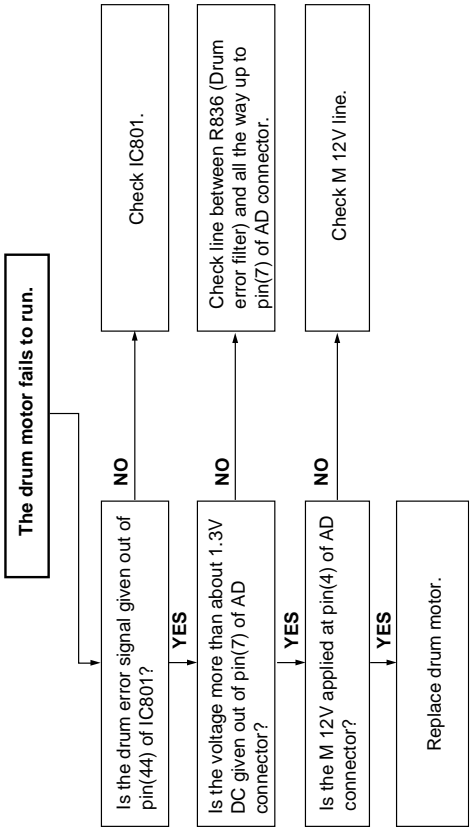 The drum motor fails to run.
Is the drum error signal given out of
pin(44) of IC801?
NO
Check IC801.
YES
Is the voltage more than about 1.3V
DC given out of pin(7) of AD
connector?
NO
Check line between R836 (Drum
error filter) and all the way up to
pin(7) of AD connector.
YES
Is the M 12V applied at pin(4) of AD
connector?
NO
Check M 12V line.
YES
Replace drum motor.